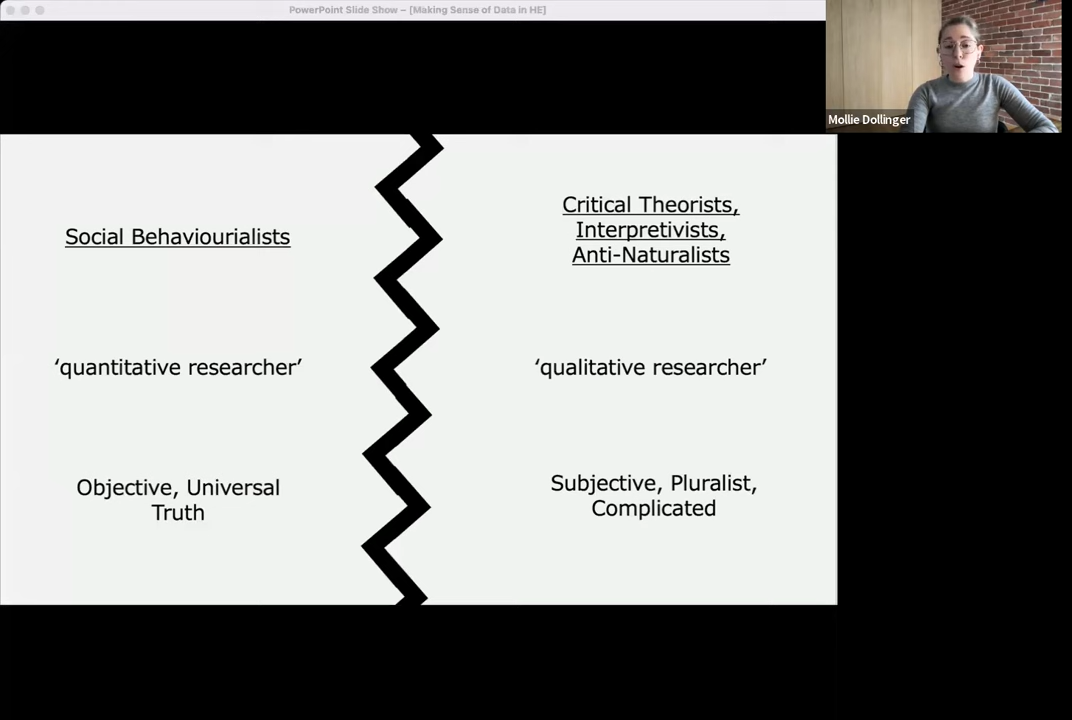 PowerPoint Slide Show – [Making Sense of Data in HE]
Mollie Dollinger
Social Behaviourialists
‘quantitative researcher’
Objective, Universal
Truth
Critical Theorists,
Interpretivists,
Anti-Naturalists
‘qualitative researcher’
Subjective, Pluralist,
Complicated